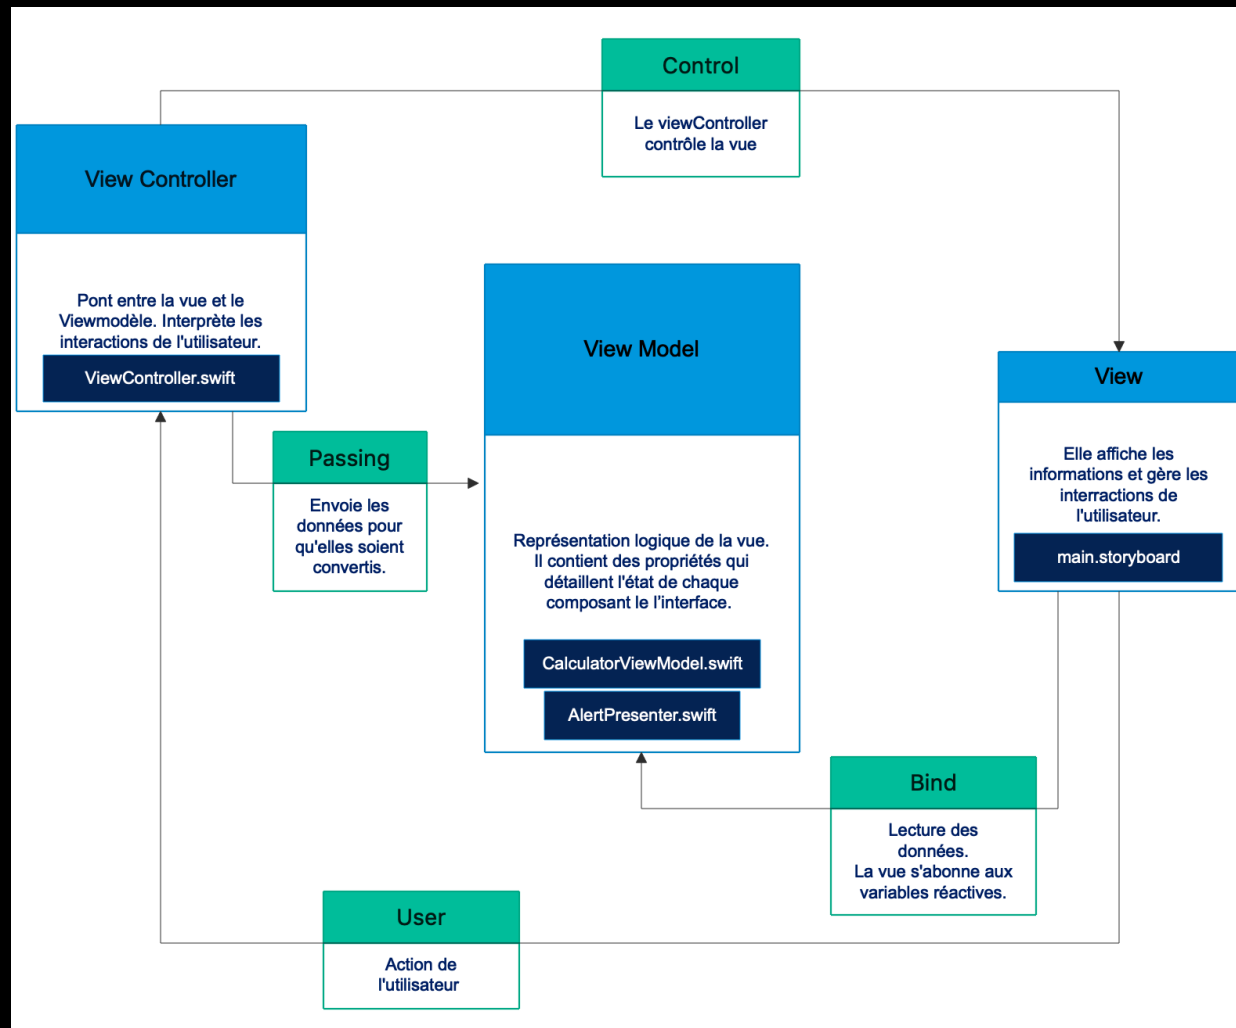 Control
Le viewController
contrôle la vue
View Controller
Pont entre la vue et le
Viewmodèle. Interprète les
interactions de l'utilisateur.
ViewController.swift
View Model
Représentation logique de la vue.
Il contient des propriétés qui
détaillent l'état de chaque
composant le l'interface.
CalculatorViewModel.swift
AlertPresenter.swift
View
Elle affiche les
informations et gère les
interractions de
l'utilisateur.
main.storyboard
Passing
Envoie les
données pour
qu'elles soient
convertis.
Bind
Lecture des
données.
La vue s'abonne aux
variables réactives.
User
Action de
l'utilisateur